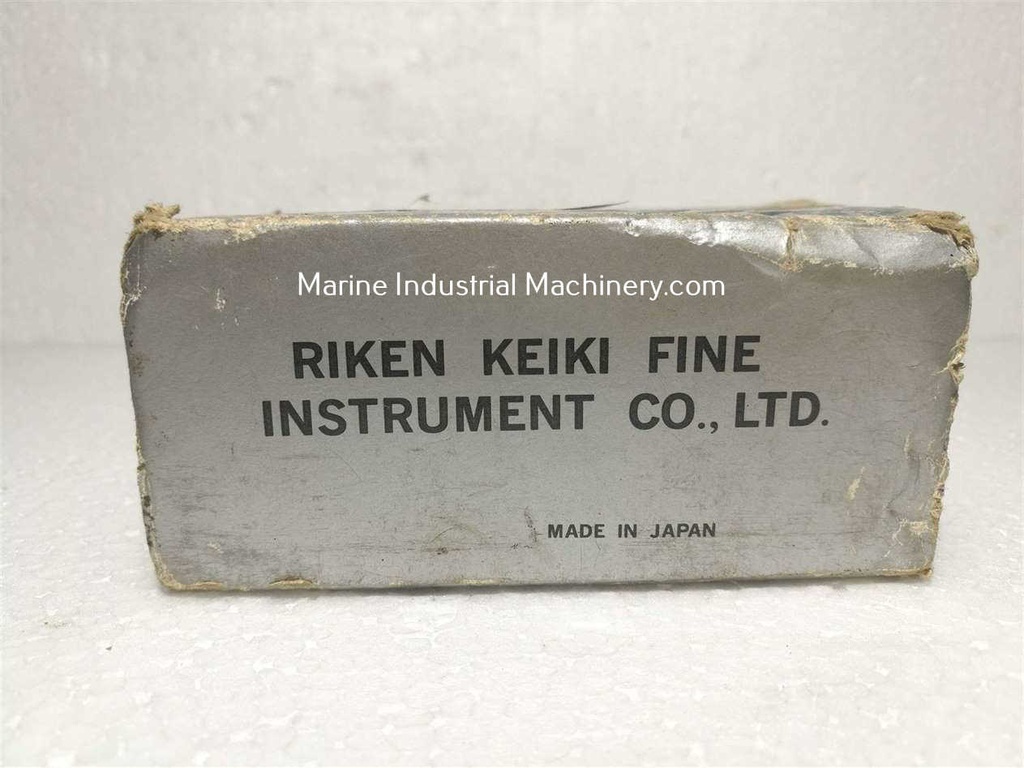 Marine Industrial Machinery.com
RIKEN KEIKI FINE
INSTRUMENT CO., LTD.
MADE IN JAPAN